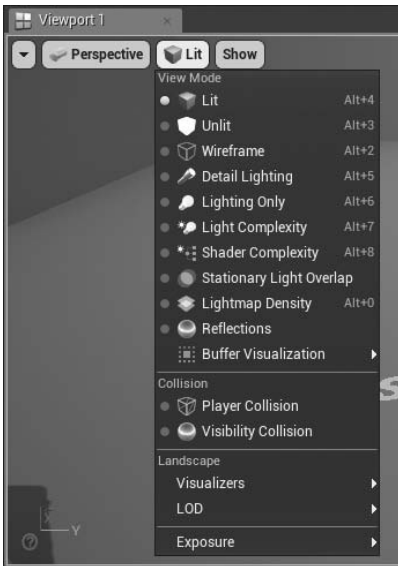 Viewport 1
Perspective Lit Show
View Mode
Lit Alt+4
Unlit Alt+3
Wireframe Alt+2
Detail Lighting Alt+5
Lighting Only Alt+6
Light Complexity Alt+7
Shader Complexity Alt+8
Stationary Light Overlap
Lightmap Density Alt+0
Reflections
Buffer Visualization
Collision
Player Collision
Visibility Collision
Landscape
Visualizers
LOD
Exposure
Y
?